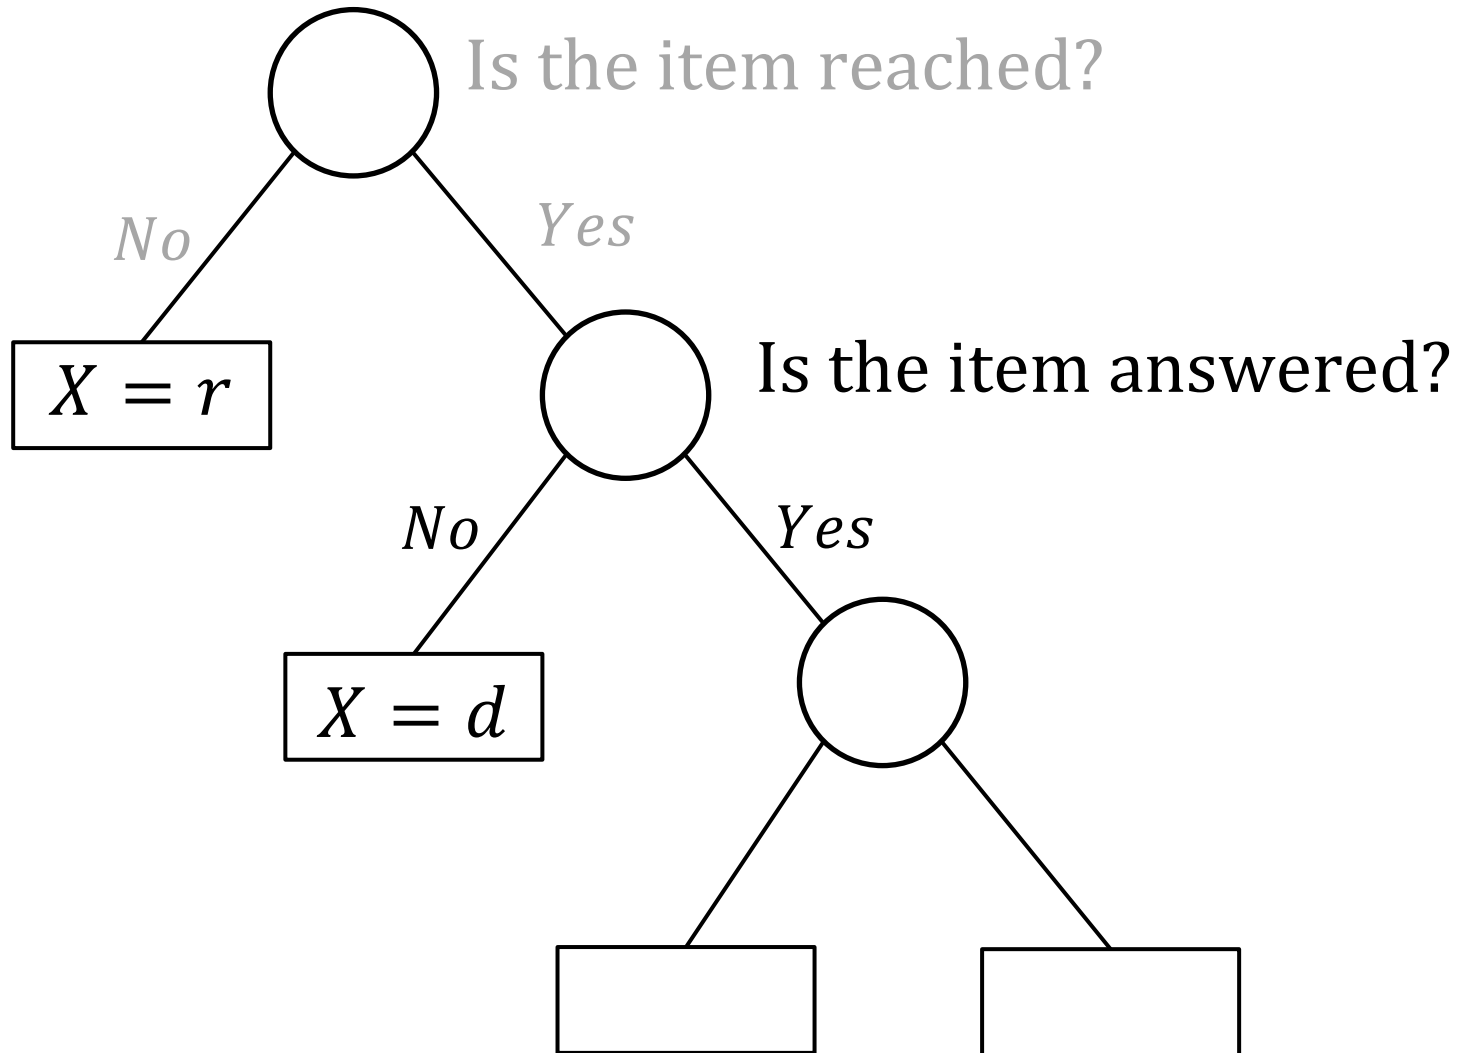 Is the item reached?
No
Yes
X = r
Is the item answered?
No
Yes
X = d